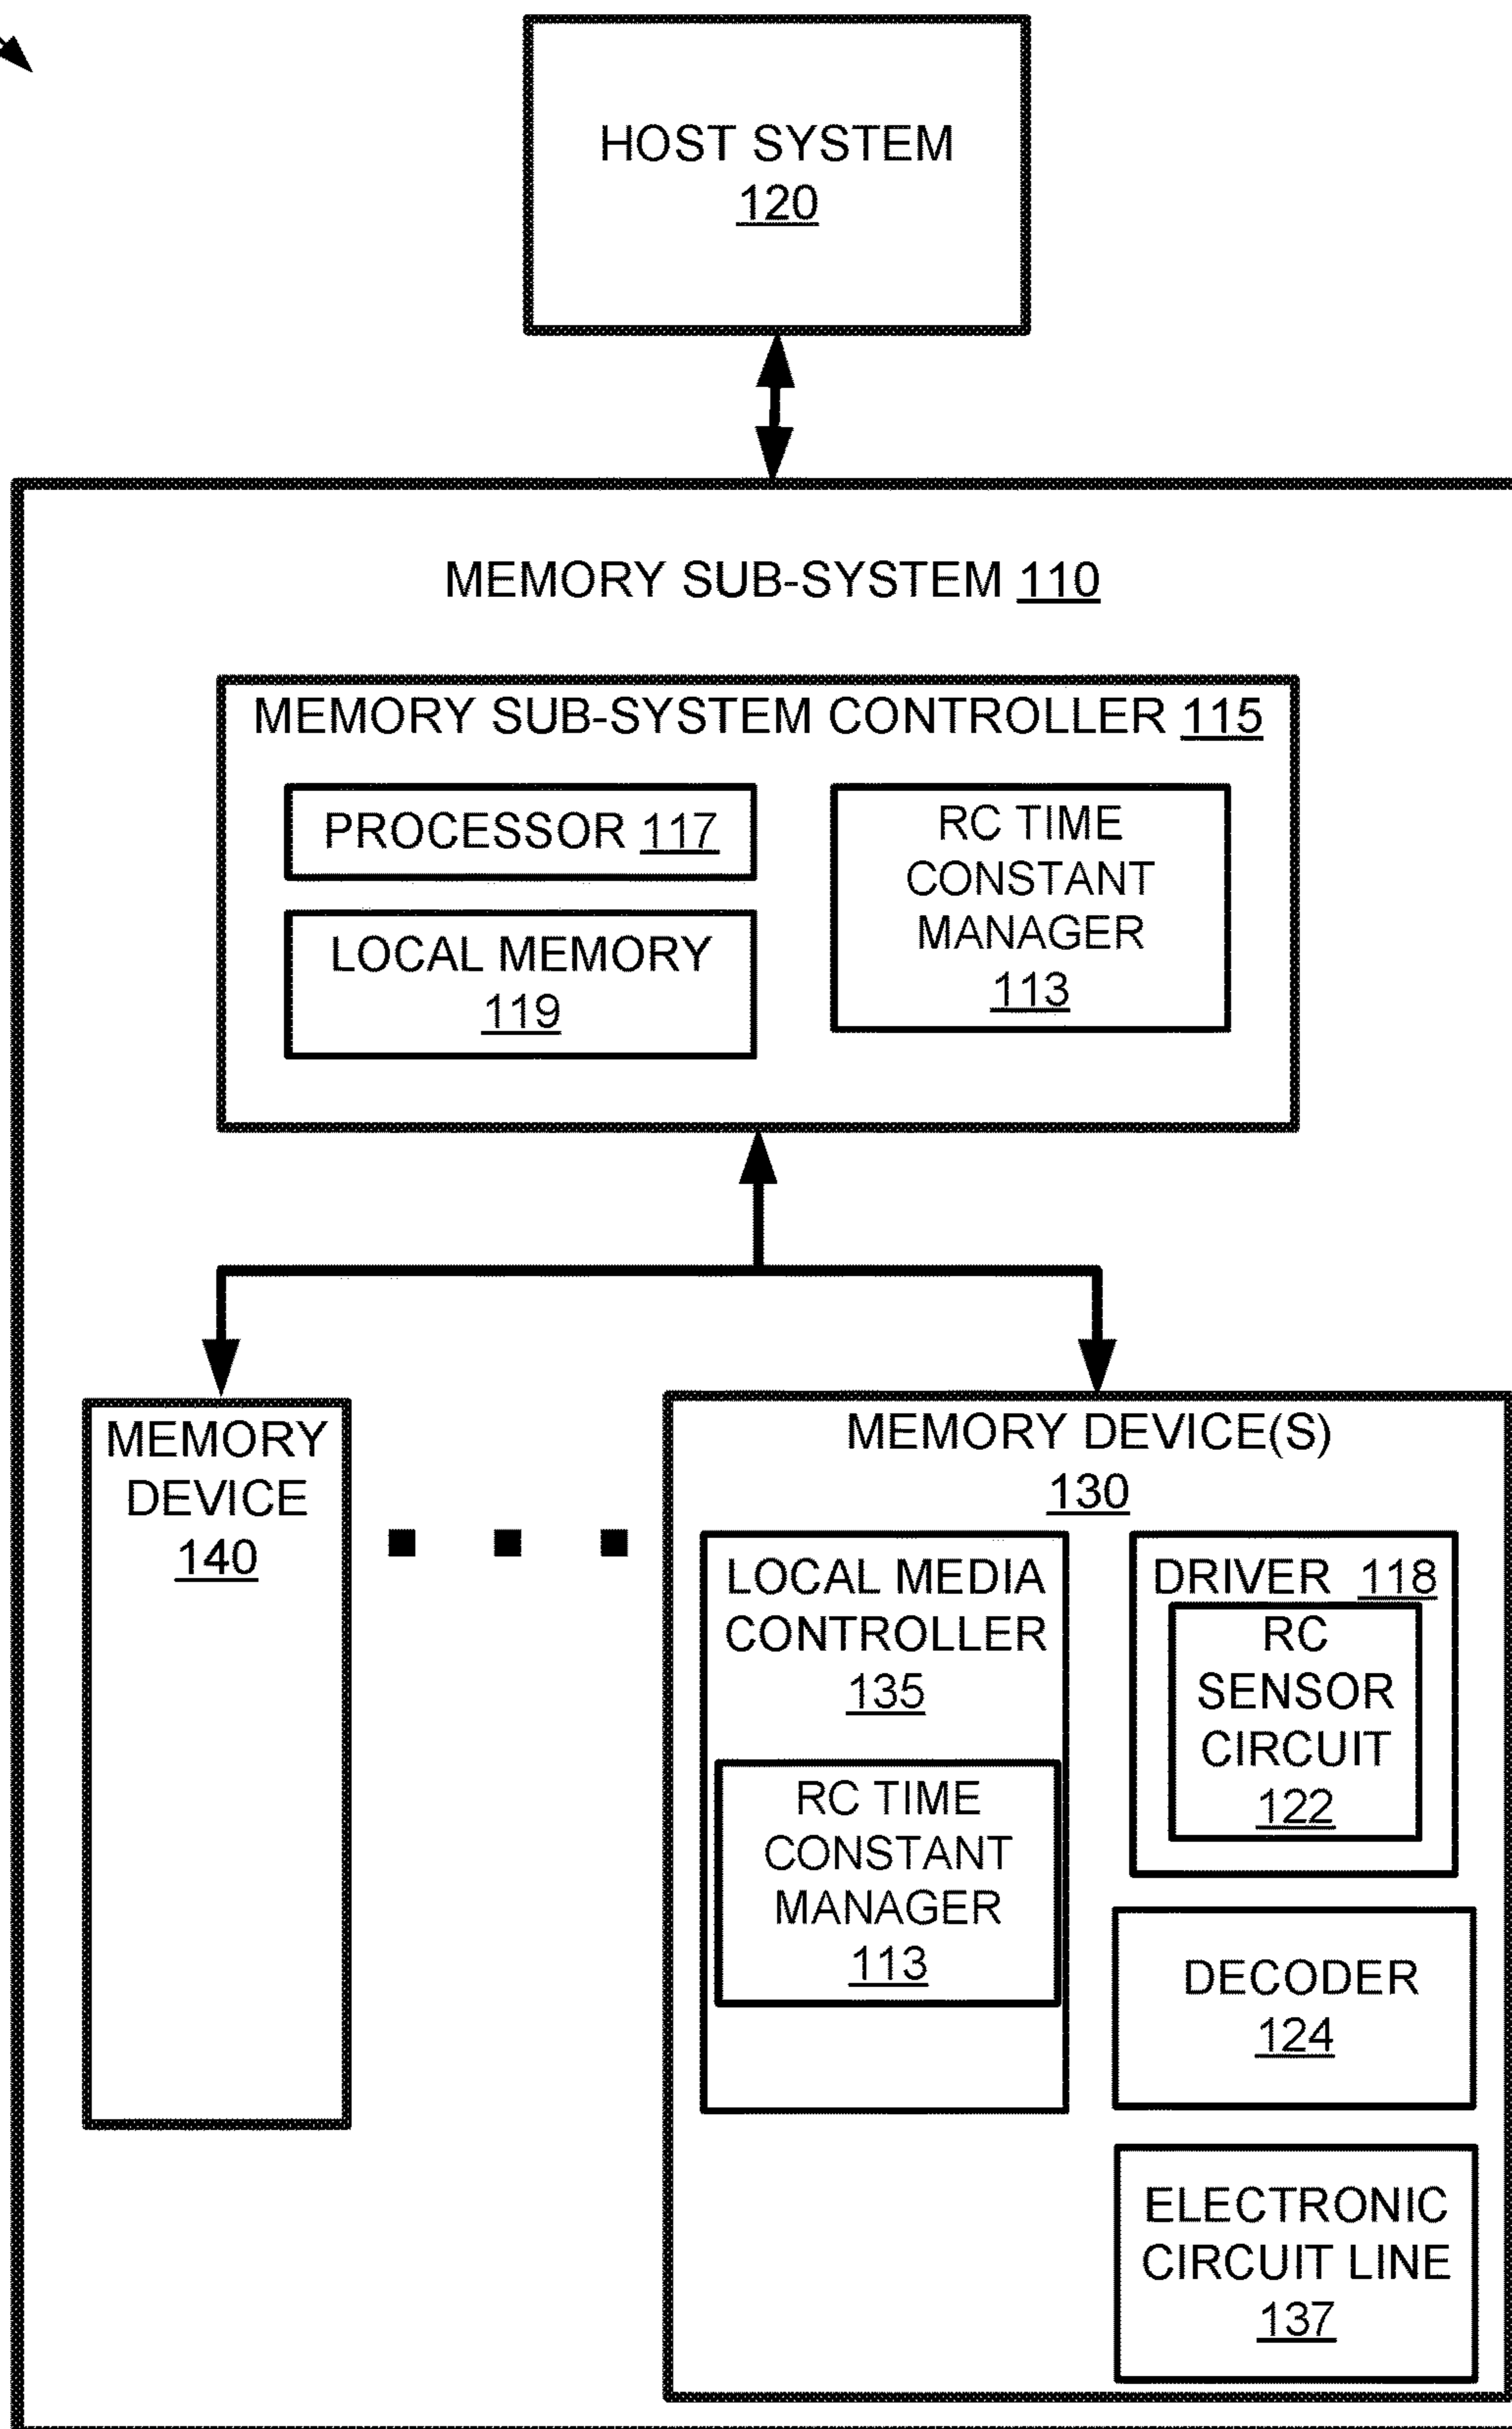 HOST SYSTEM
120
MEMORY SUB-SYSTEM 110
MEMORY SUB-SYSTEM CONTROLLER 115
PROCESSOR 117
LOCAL MEMORY
119
RC TIME
CONSTANT
MANAGER
113
MEMORY
DEVICE
140
MEMORY DEVICE(S)
130
LOCAL MEDIA
CONTROLLER
135
RC TIME
CONSTANT
MANAGER
113
DRIVER 118
RC
SENSOR
CIRCUIT
122
DECODER
124
ELECTRONIC
CIRCUIT LINE
137